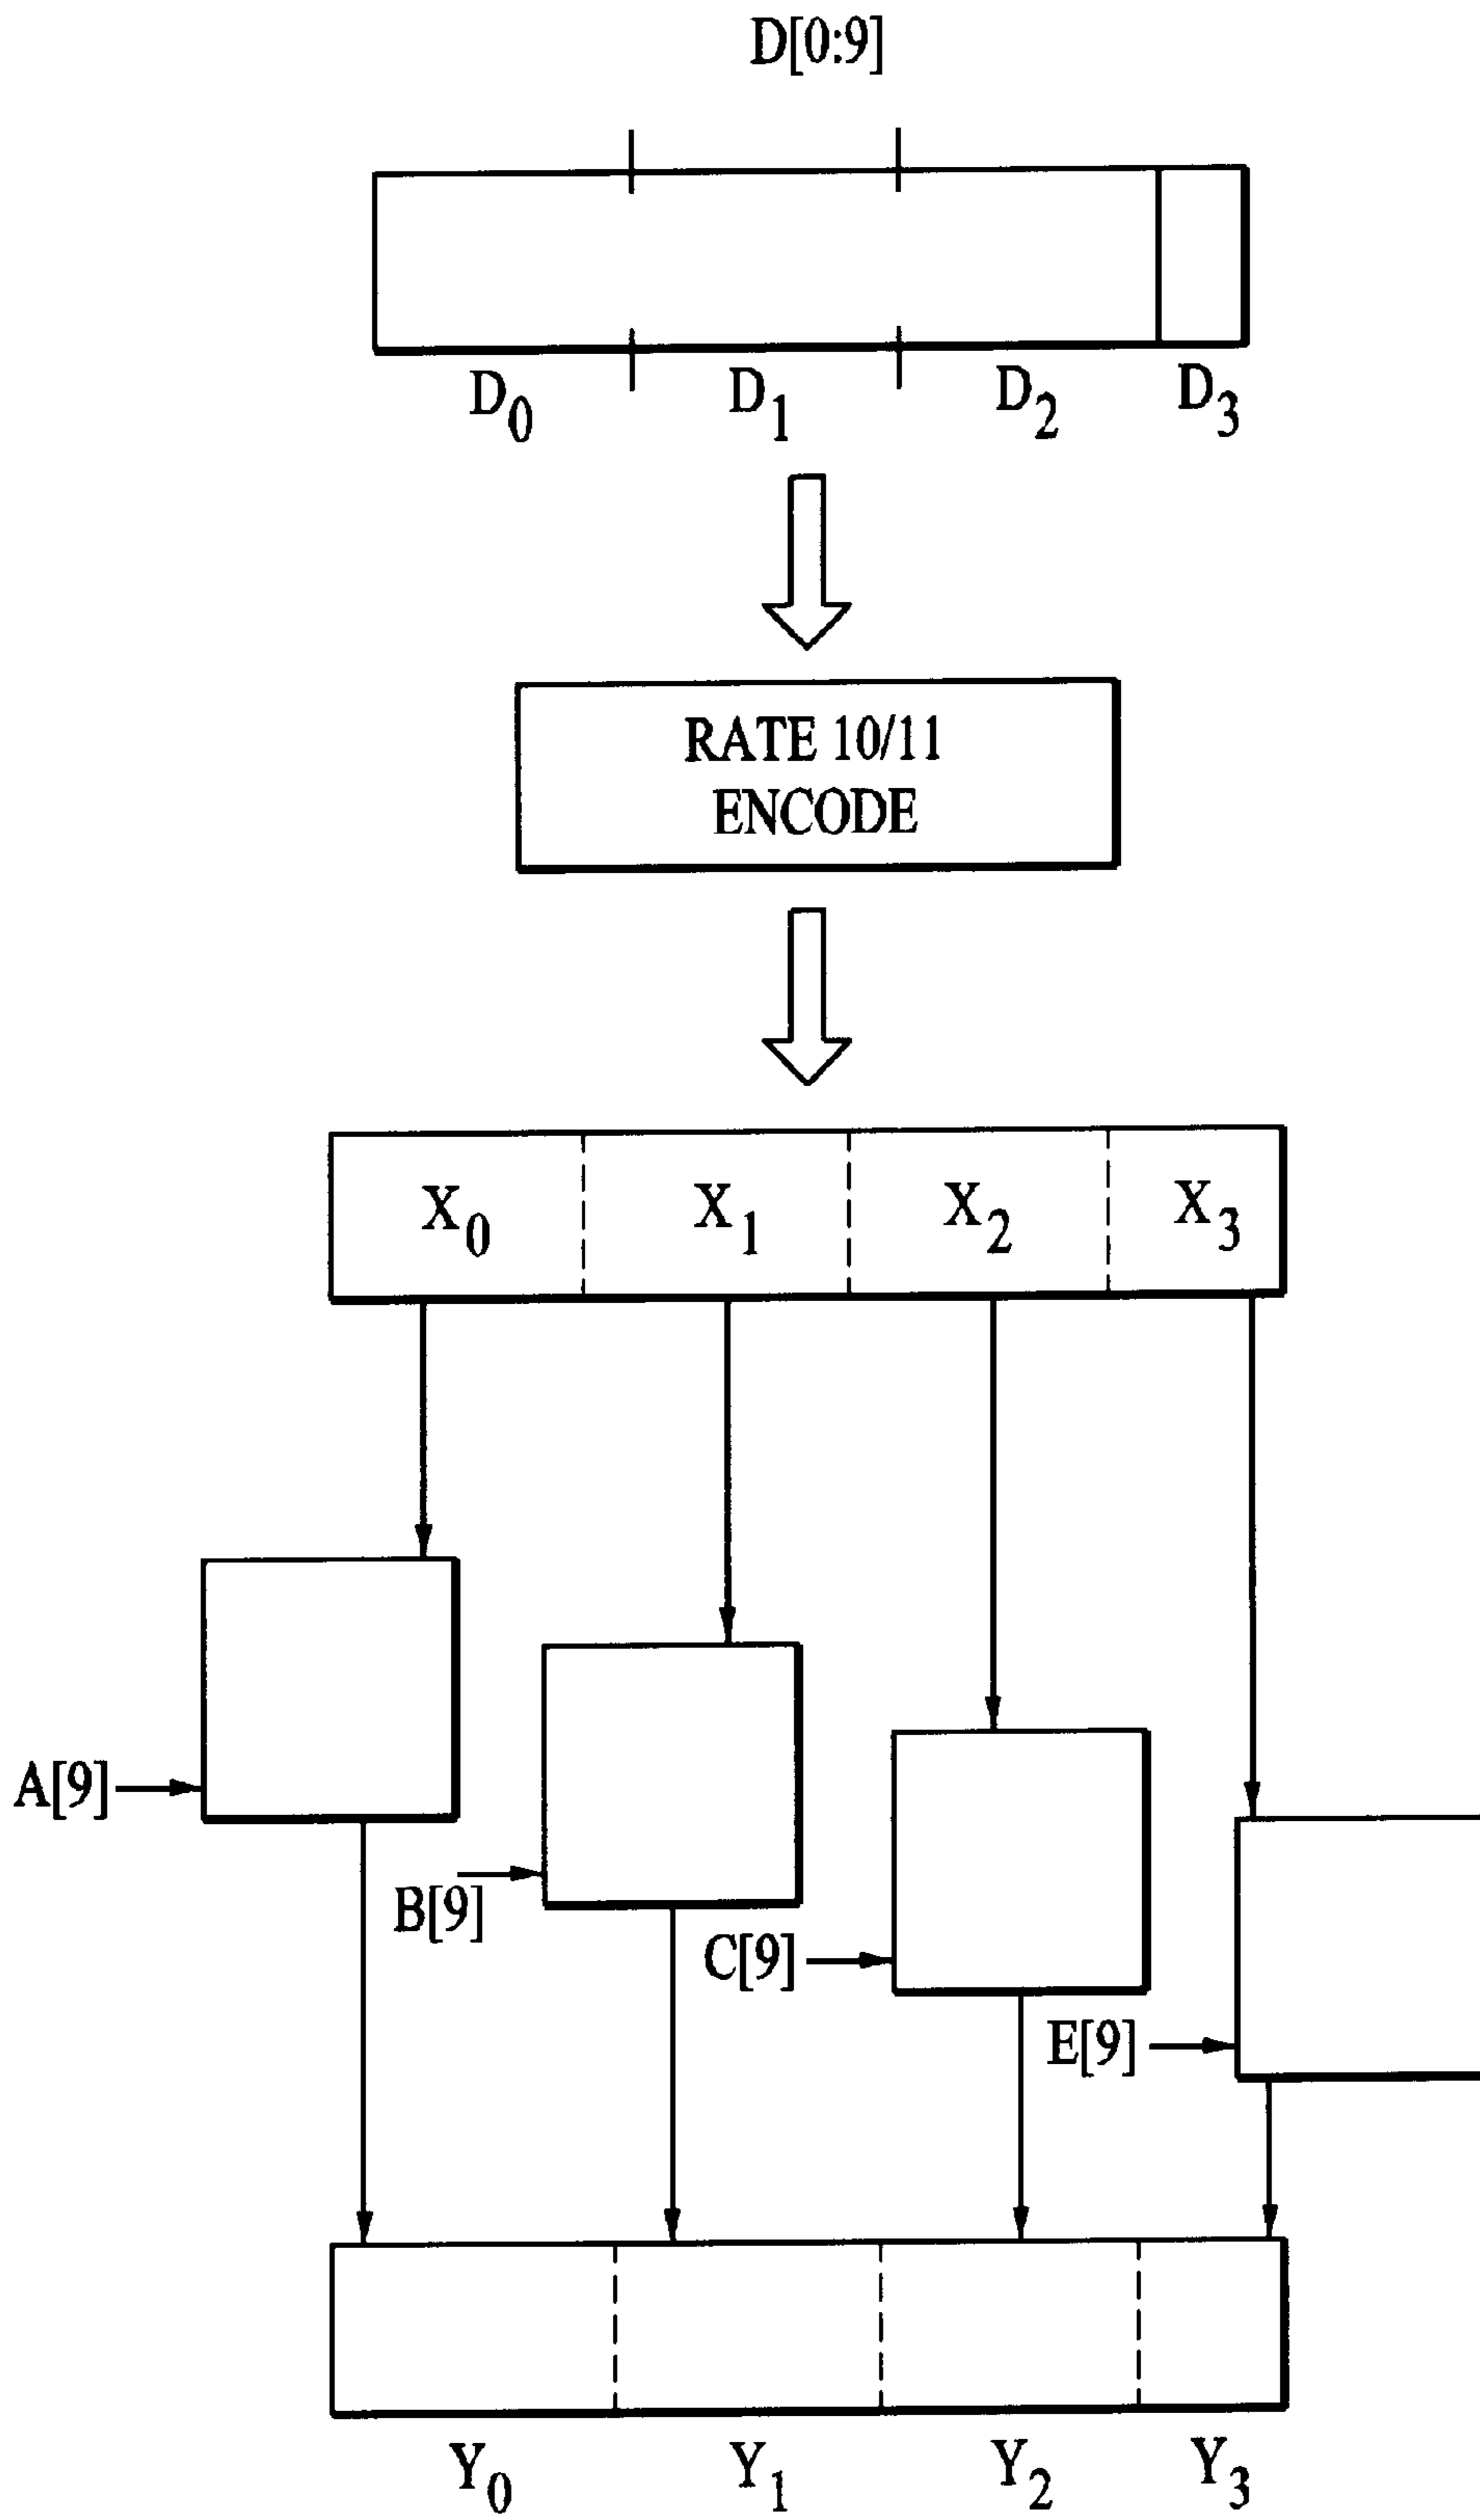 D[0:9]
D0 D1 D2 D3
RATE 10/11
ENCODE
X0 X1 X2 X3
A[9]
B[9]
C[9]
E[9]
Y0 Y1 Y2 Y3